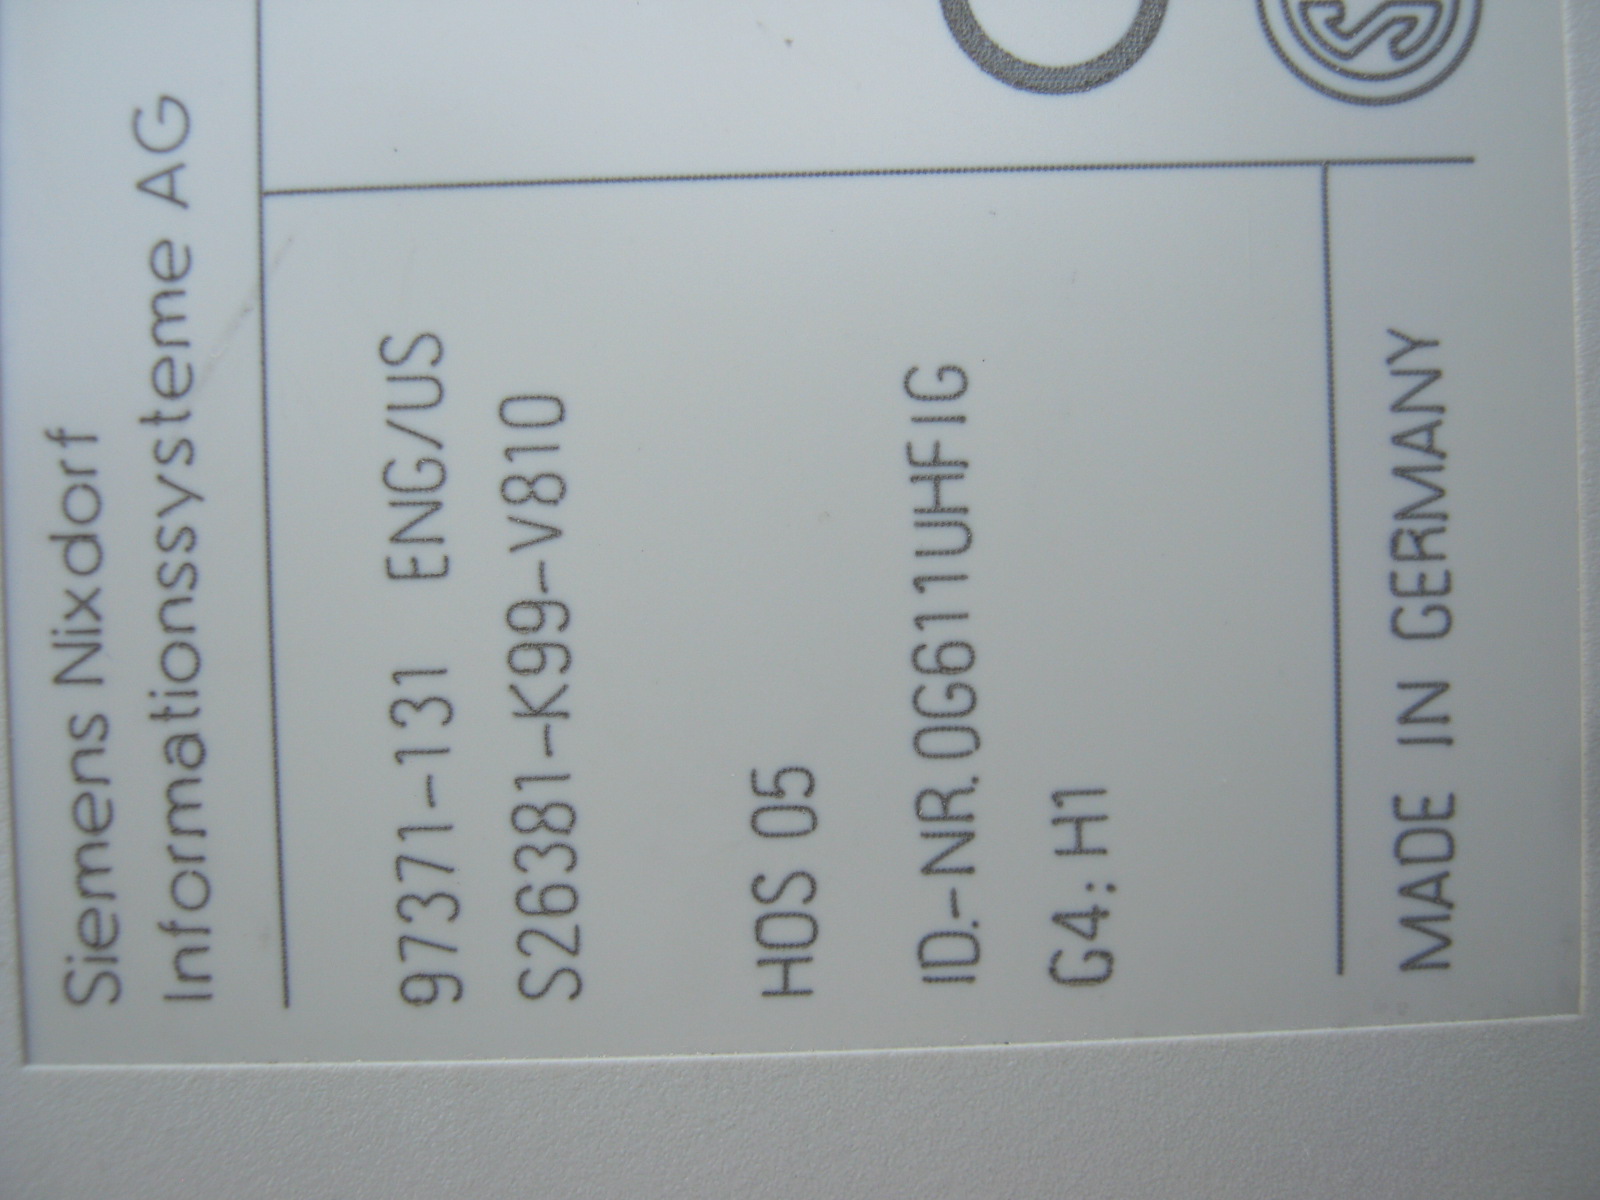 Siemens Nixdorf
Informationssysteme AG
97371-131 ENG/US
S26381-K99-V810
HOS 05
ID.-NR.0G611UHFIG
G4: H1
MADE IN GERMANY